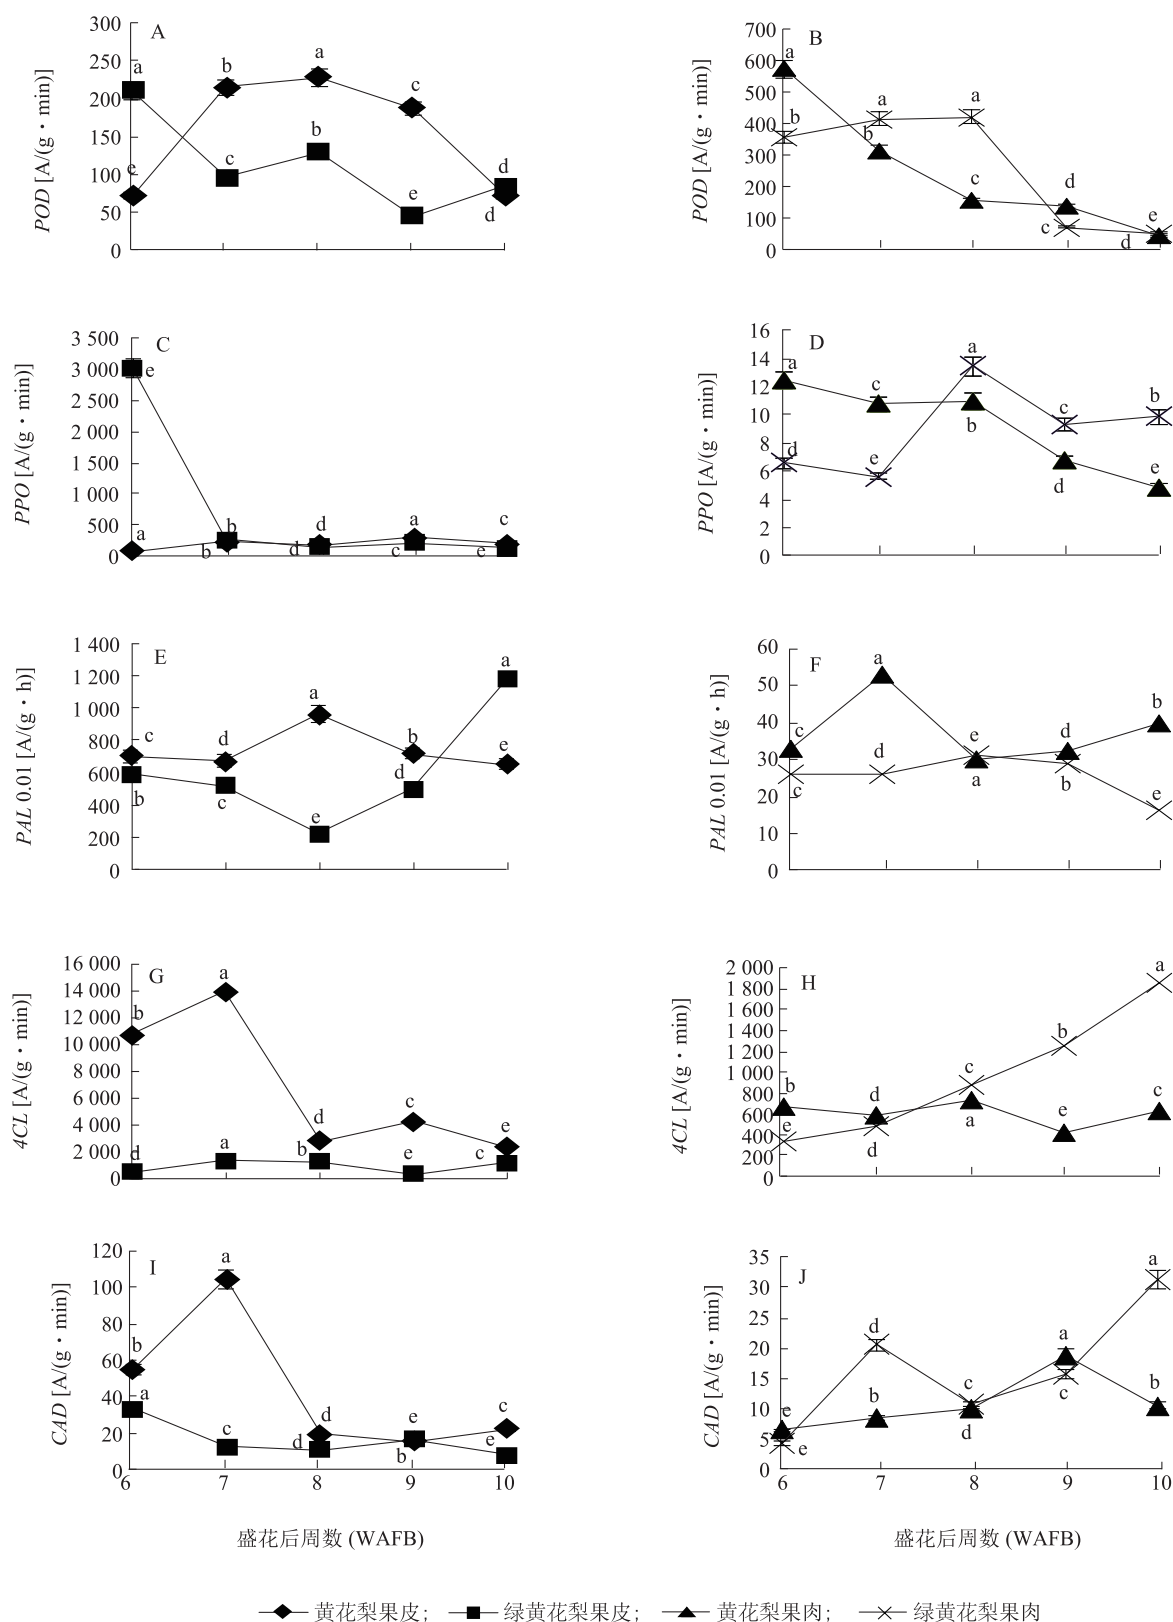 A
POD [A/(g・min)]
300
250
200
150
100
50
0
a
b
a
c
e
c
b
e
d
d
B
POD [A/(g・min)]
700
600
500
400
300
200
100
0
a
b
a
a
b
c
d
c
e
d
C
PPO [A/(g・min)]
3 500
3 000
2 500
2 000
1 500
1 000
500
0
e
a
b
d
a
c
b
d
c
e
D
PPO [A/(g・min)]
16
14
12
10
8
6
4
2
0
a
c
a
c
b
d
e
b
d
e
E
PAL 0.01 [A/(g・h)]
1 400
1 200
1 000
800
600
400
200
0
c
d
a
b
a
e
b
c
e
d
F
PAL 0.01 [A/(g・h)]
60
50
40
30
20
10
0
c
a
e
d
b
c
d
a
b
e
G
4CL [A/(g・min)]
16 000
14 000
12 000
10 000
8 000
6 000
4 000
2 000
0
b
a
d
c
e
d
a
b
e
c
H
4CL [A/(g・min)]
2 000
1 800
1 600
1 400
1 200
1 000
800
600
400
200
0
b
d
c
b
a
e
d
a
e
c
I
CAD [A/(g・min)]
120
100
80
60
40
20
0
b
a
d
e
c
a
c
d
b
e
6
7
8
9
10
盛花后周数 (WAFB)
J
CAD [A/(g・min)]
35
30
25
20
15
10
5
0
e
d
c
a
a
e
b
d
c
b
6
7
8
9
10
盛花后周数 (WAFB)
黄花梨果皮; 绿黄花梨果皮; 黄花梨果肉; 绿黄花梨果肉